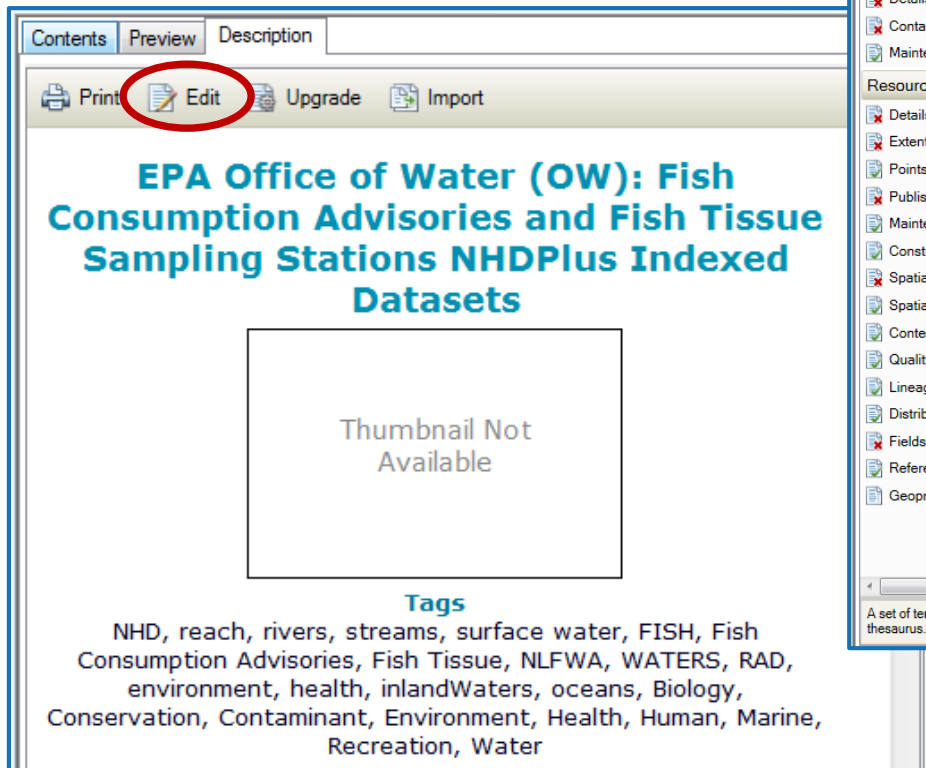 Contents Preview Description
Print Edit Upgrade Import
EPA Office of Water (OW): Fish
Consumption Advisories and Fish Tissue
Sampling Stations NHDPlus Indexed
Datasets
Thumbnail Not
Available
Tags
NHD, reach, rivers, streams, surface water, FISH, Fish
Consumption Advisories, Fish Tissue, NLFWA, WATERS, RAD,
environment, health, inlandWaters, oceans, Biology,
Conservation, Contaminant, Environment, Health, Human, Marine,
Recreation, Water
Details
Conta
Mainte
Resourc
Details
Extent
Points
Publis
Mainte
Const
Spatia
Spatia
Conte
Qualit
Lineag
Distrib
Fields
Refere
Geopr
A set of ter
thesaurus.